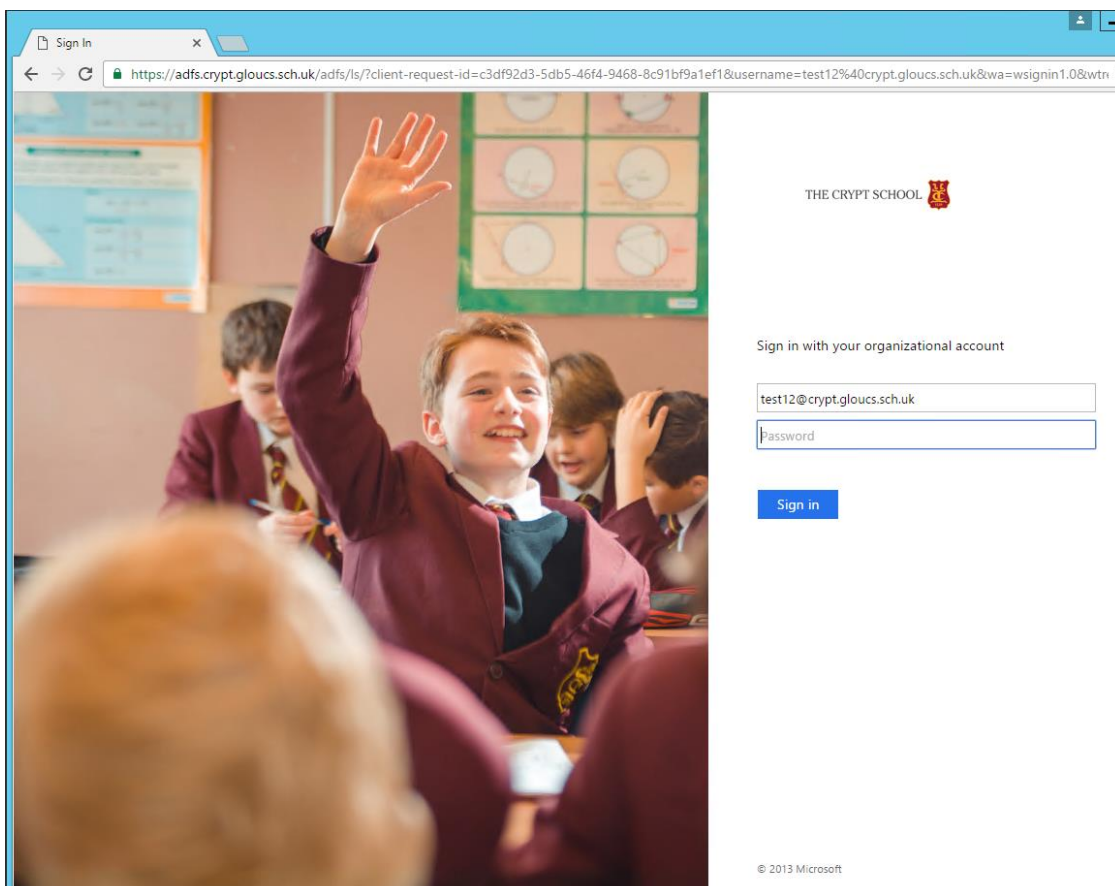 Sign In
https://adfs.crypt.gloucs.sch.uk/adfs/ls/?client-request-id=c3df92d3-5db5-46f4-9468-8c91bf9a1ef1&username=test12%40crypt.gloucs.sch.uk&wa=wsignin1.0&wtre
THE CRYPT SCHOOL
Sign in with your organizational account
test12@crypt.gloucs.sch.uk
Password
Sign in
© 2013 Microsoft